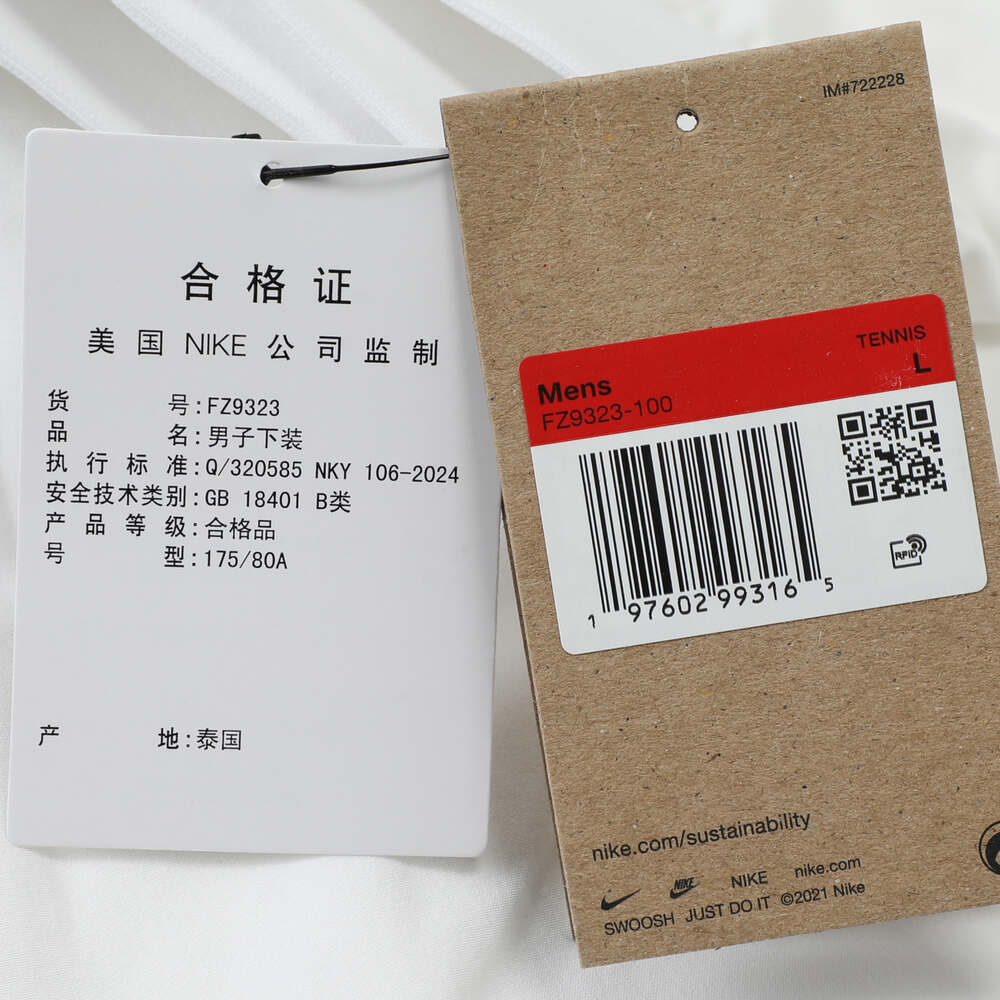 合格证
美国 NIKE 公司监制
货号:FZ9323
品名:男子下装
执行标准:Q/320585 NKY 106-2024
安全技术类别:GB 18401 B类
产品等级:合格品
号型:175/80A
产地:泰国
IM#722228
TENNIS
Mens L
FZ9323-100
RFID
1 97602 99316 5
nike.com/sustainability
NIKE NIKE nike.com
SWOOSH JUST DO IT ©2021 Nike